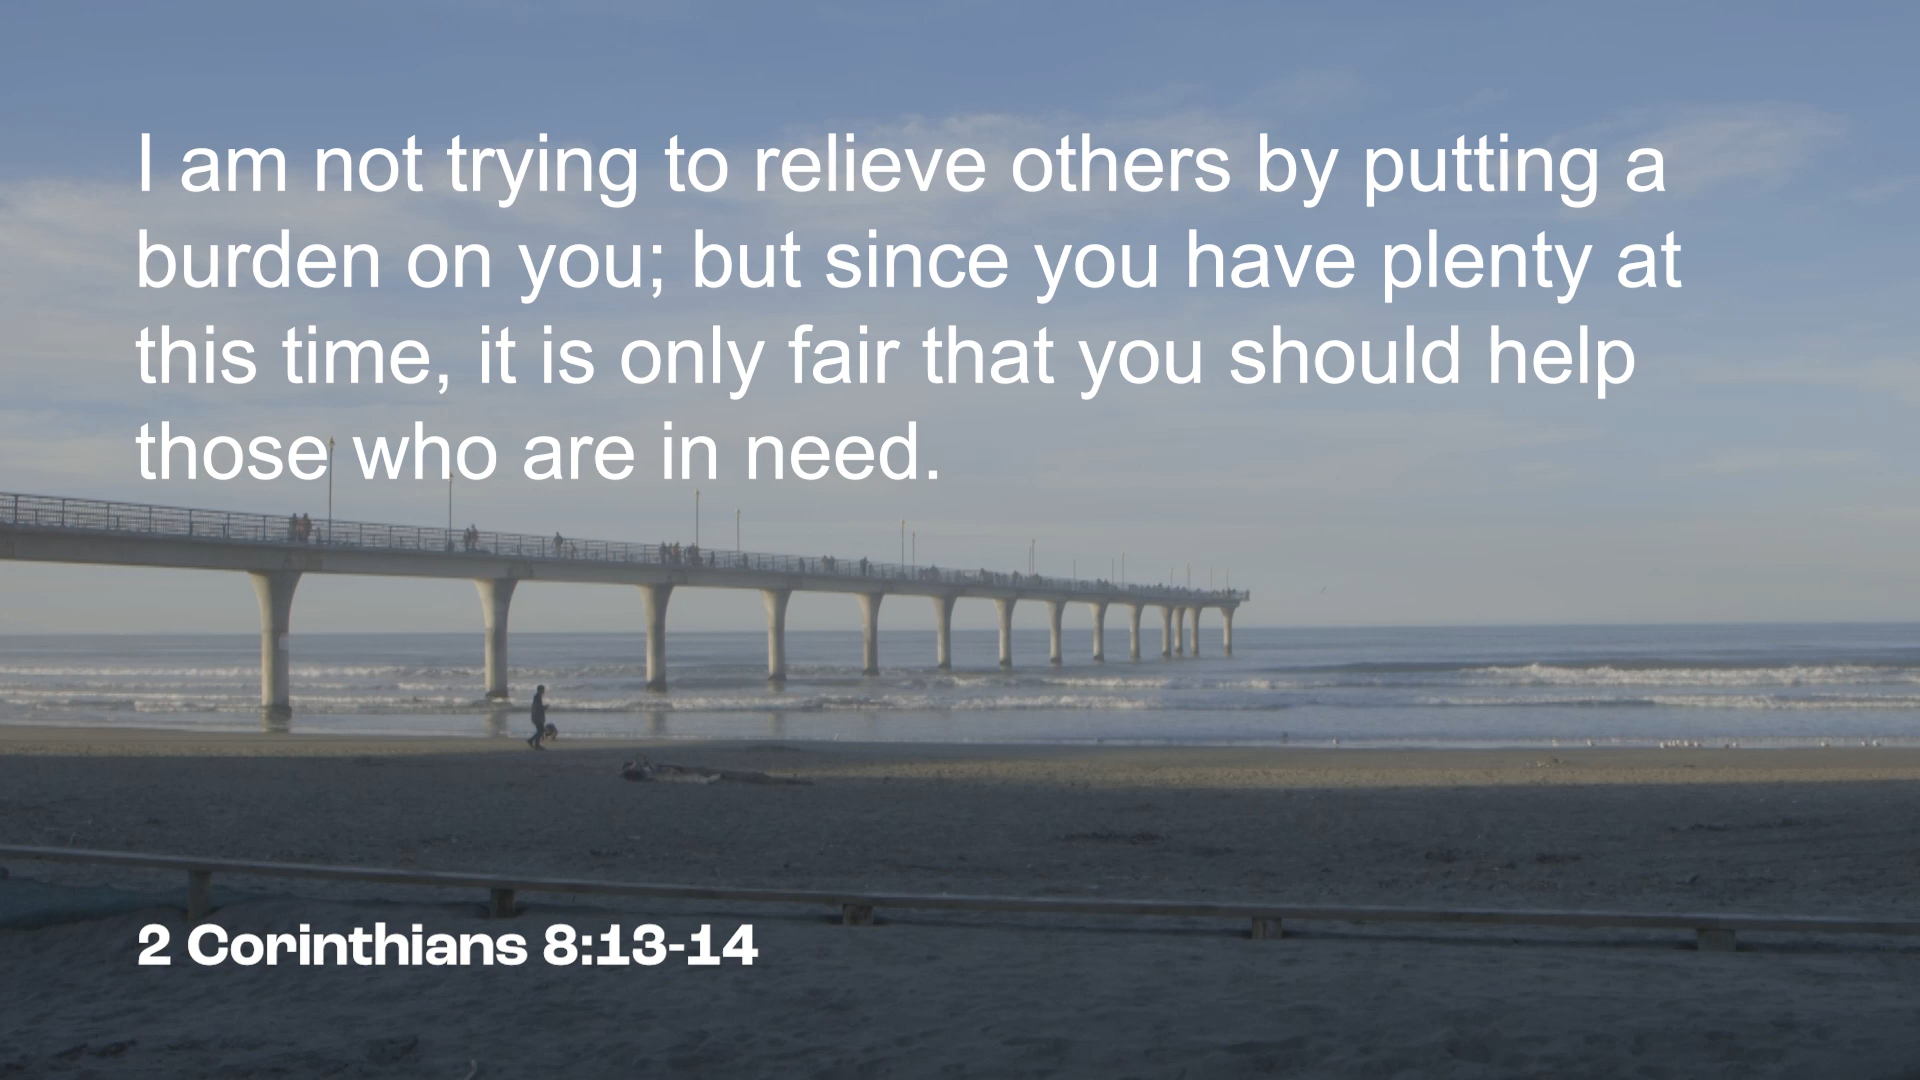 I am not trying to relieve others by putting a
burden on you; but since you have plenty at
this time, it is only fair that you should help
those who are in need.
2 Corinthians 8:13-14